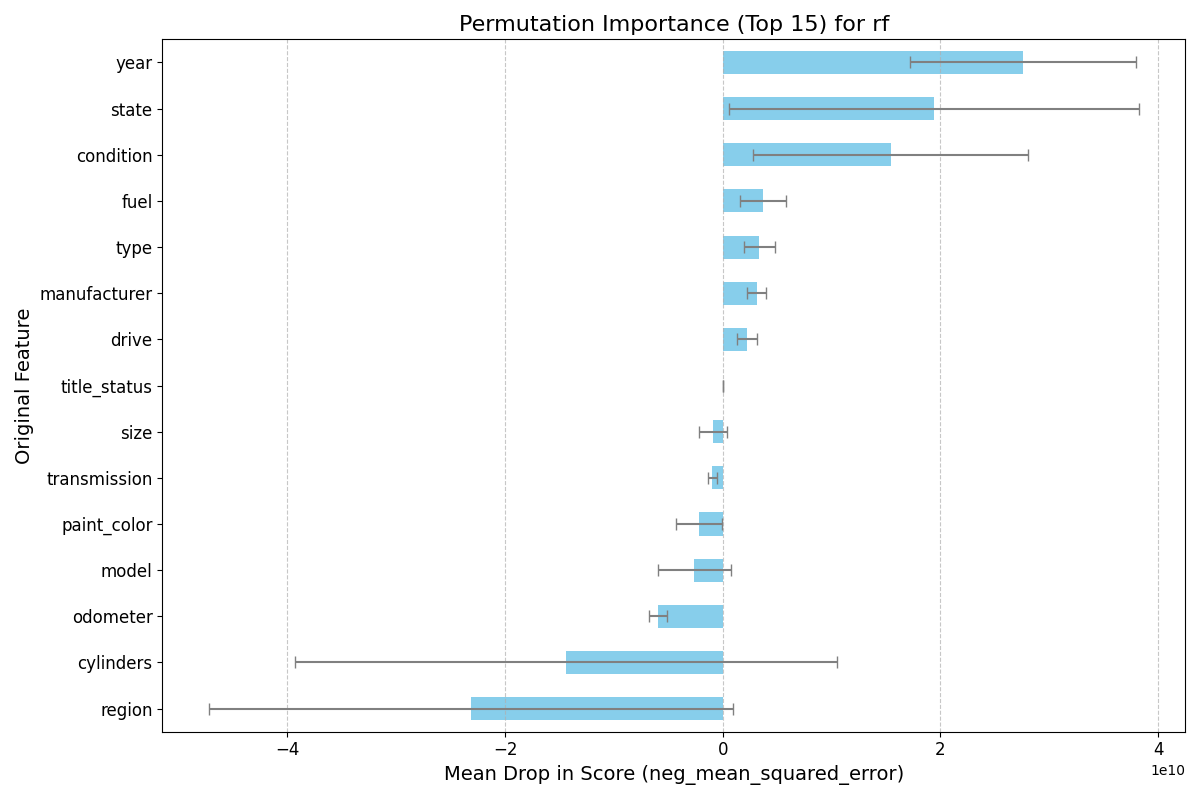 Permutation Importance (Top 15) for rf
year
state
condition
fuel
type
manufacturer
drive
title_status
size
transmission
paint_color
model
odometer
cylinders
region
Original Feature
−4
−2
0
2
4
1e10
Mean Drop in Score (neg_mean_squared_error)